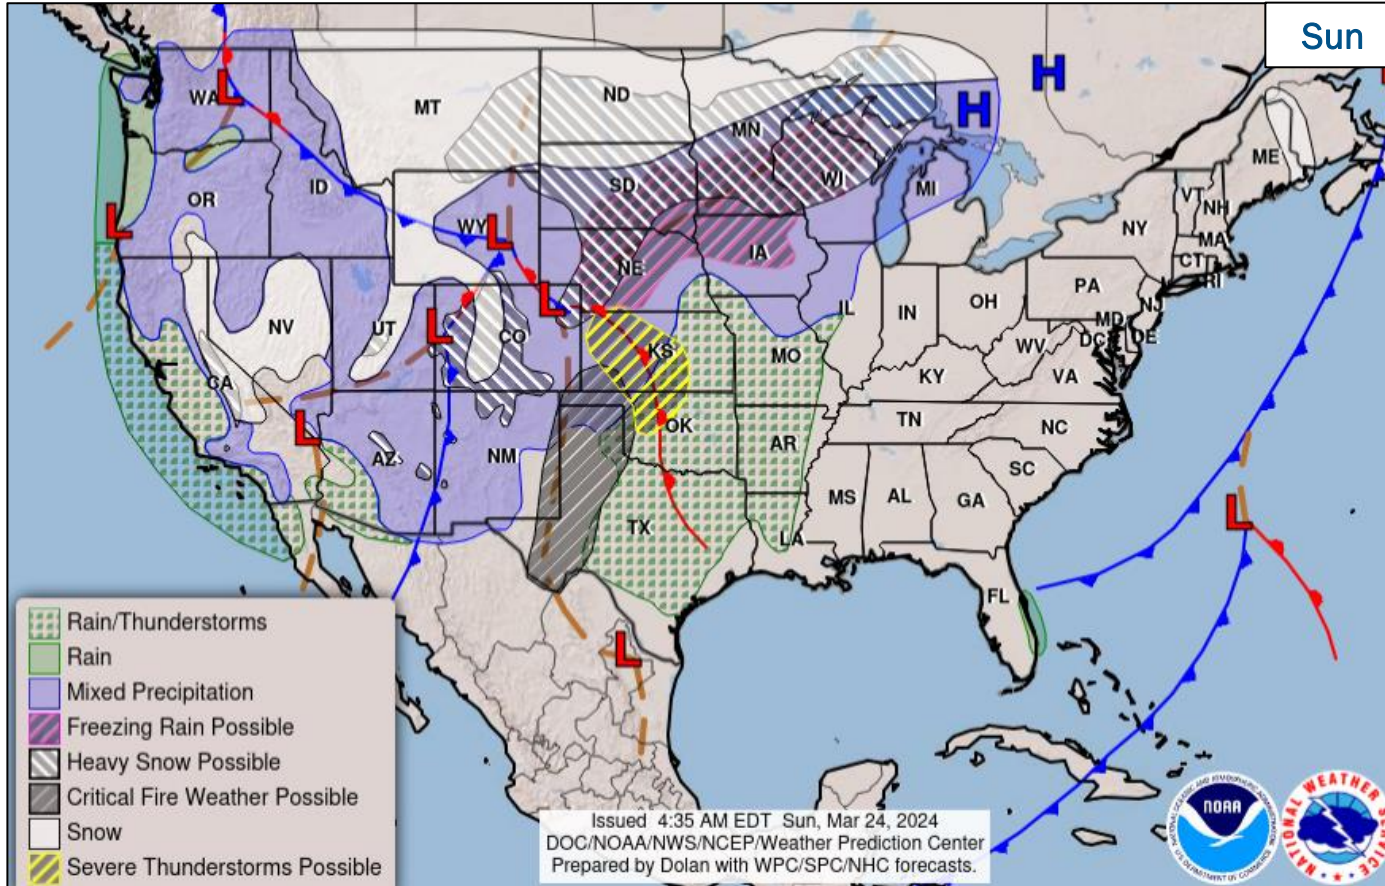 Sun
H
H
L
WA
MT
ND
MN
ME
VT
NH
OR
ID
WY
SD
WI
MI
NY
MA
CT
RI
L
L
NE
IA
PA
NJ
L
NV
UT
L
CO
IL
IN
OH
MD
DE
DC
WV
VA
KS
MO
KY
CA
L
AZ
NM
OK
AR
TN
NC
SC
TX
LA
MS
AL
GA
L
FL
L
Rain/Thunderstorms
Rain
Mixed Precipitation
Freezing Rain Possible
Heavy Snow Possible
Critical Fire Weather Possible
Snow
Severe Thunderstorms Possible
Issued 4:35 AM EDT Sun, Mar 24, 2024
DOC/NOAA/NWS/NCEP/Weather Prediction Center
Prepared by Dolan with WPC/SPC/NHC forecasts.
NOAA
NATIONAL WEATHER SERVICE